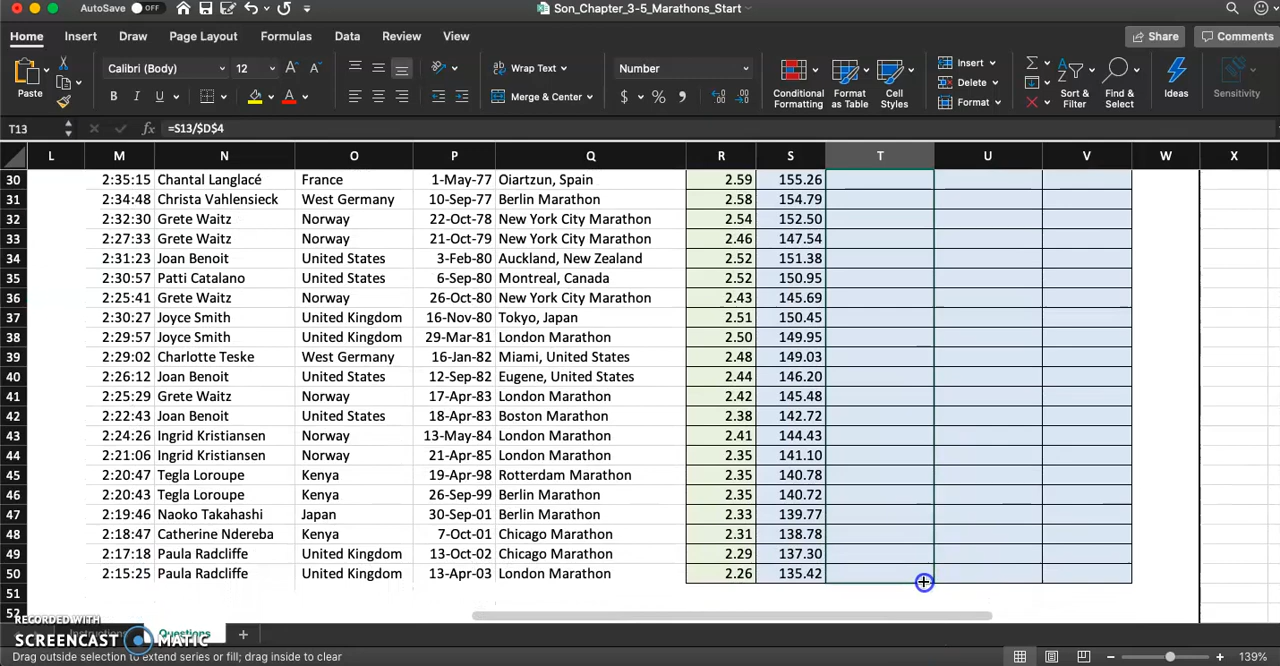 AutoSave OFF Son_Chapter_3-5_Marathons_Start
Home Insert Draw Page Layout Formulas Data Review View Share Comments
Paste Calibri (Body) 12 A A Wrap Text Number Conditional Formatting Format as Table Cell Styles Insert Sort & Filter Find & Select Ideas Sensitivity
B I U A Merge & Center $ % Delete
Format
T13 fx =S13/$D$4
L M N O P Q R S T U V W X
30 2:35:15 Chantal Langlacé France 1-May-77 Oiartzun, Spain 2.59 155.26
31 2:34:48 Christa Vahlensieck West Germany 10-Sep-77 Berlin Marathon 2.58 154.79
32 2:32:30 Grete Waitz Norway 22-Oct-78 New York City Marathon 2.54 152.50
33 2:27:33 Grete Waitz Norway 21-Oct-79 New York City Marathon 2.46 147.54
34 2:31:23 Joan Benoit United States 3-Feb-80 Auckland, New Zealand 2.52 151.38
35 2:30:57 Patti Catalano United States 6-Sep-80 Montreal, Canada 2.52 150.95
36 2:25:41 Grete Waitz Norway 26-Oct-80 New York City Marathon 2.43 145.69
37 2:30:27 Joyce Smith United Kingdom 16-Nov-80 Tokyo, Japan 2.51 150.45
38 2:29:57 Joyce Smith United Kingdom 29-Mar-81 London Marathon 2.50 149.95
39 2:29:02 Charlotte Teske West Germany 16-Jan-82 Miami, United States 2.48 149.03
40 2:26:12 Joan Benoit United States 12-Sep-82 Eugene, United States 2.44 146.20
41 2:25:29 Grete Waitz Norway 17-Apr-83 London Marathon 2.42 145.48
42 2:22:43 Joan Benoit United States 18-Apr-83 Boston Marathon 2.38 142.72
43 2:24:26 Ingrid Kristiansen Norway 13-May-84 London Marathon 2.41 144.43
44 2:21:06 Ingrid Kristiansen Norway 21-Apr-85 London Marathon 2.35 141.10
45 2:20:47 Tegla Loroupe Kenya 19-Apr-98 Rotterdam Marathon 2.35 140.78
46 2:20:43 Tegla Loroupe Kenya 26-Sep-99 Berlin Marathon 2.35 140.72
47 2:19:46 Naoko Takahashi Japan 30-Sep-01 Berlin Marathon 2.33 139.77
48 2:18:47 Catherine Ndereba Kenya 7-Oct-01 Chicago Marathon 2.31 138.78
49 2:17:18 Paula Radcliffe United Kingdom 13-Oct-02 Chicago Marathon 2.29 137.30
50 2:15:25 Paula Radcliffe United Kingdom 13-Apr-03 London Marathon 2.26 135.42
51
52
RECORDED WITH
SCREENCAST MATIC
Instructions Questions +
Drag outside selection to extend series or fill; drag inside to clear 139%